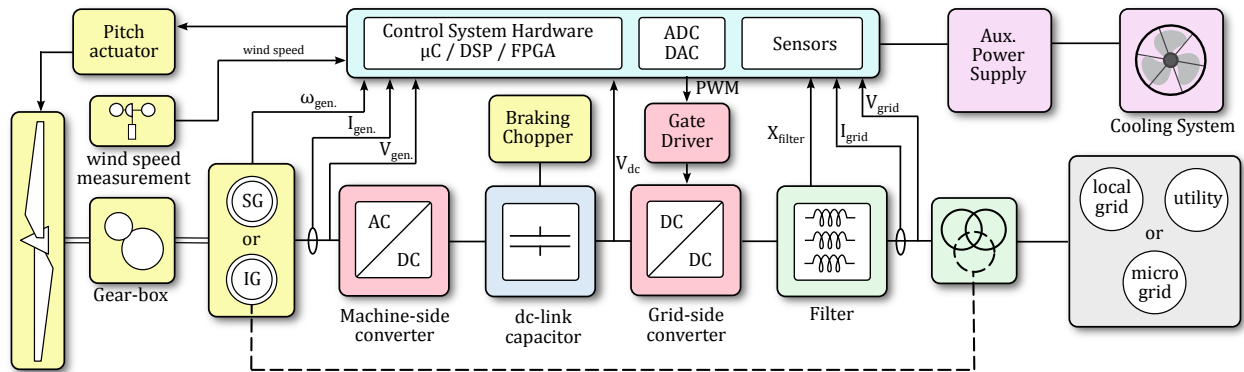 Pitch
actuator
wind speed
Control System Hardware
μC / DSP / FPGA
ADC
DAC
Sensors
Aux.
Power
Supply
Cooling System
wind speed
measurement
ωgen.
Igen.
Vgen.
Braking
Chopper
Vdc
PWM
Gate
Driver
Xfilter
Igrid
Vgrid
local
grid
utility
or
micro
grid
Gear-box
SG
or
IG
AC
DC
Machine-side
converter
dc-link
capacitor
DC
DC
Grid-side
converter
Filter